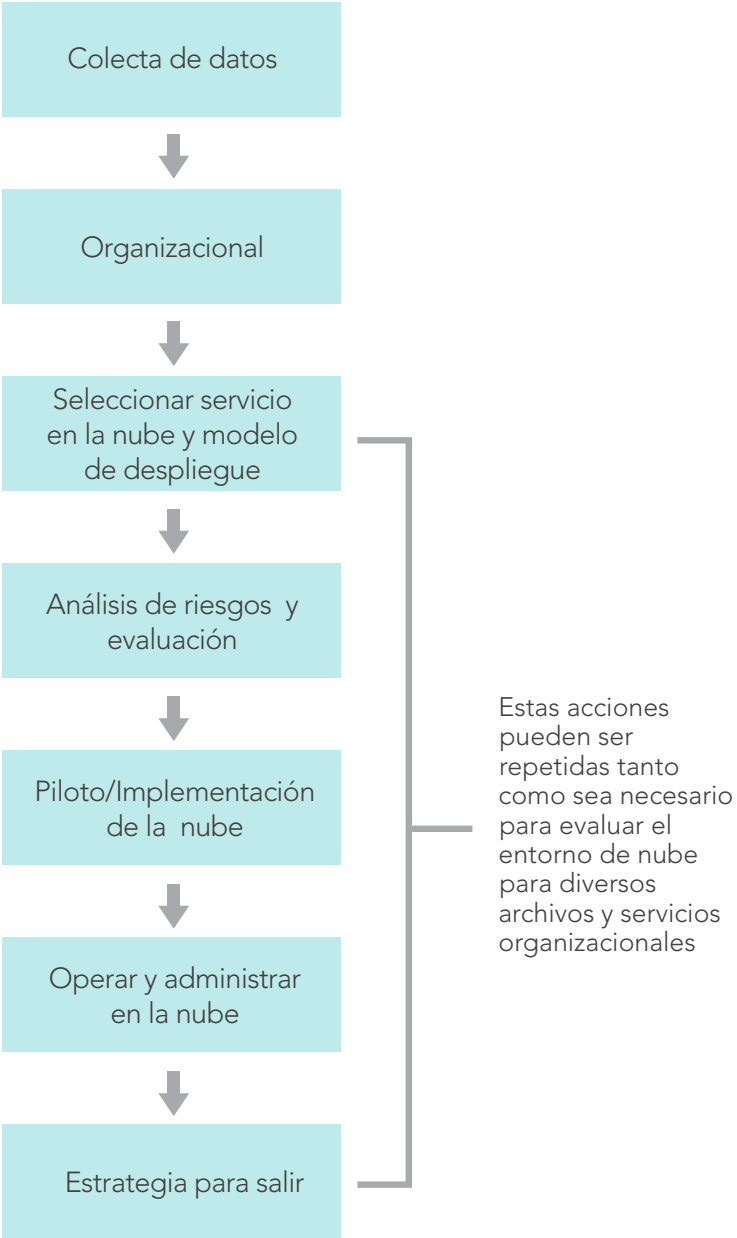 Colecta de datos
Organizacional
Seleccionar servicio
en la nube y modelo
de despliegue
Análisis de riesgos y
evaluación
Piloto/Implementación
de la nube
Operar y administrar
en la nube
Estrategia para salir
Estas acciones
pueden ser
repetidas tanto
como sea necesario
para evaluar el
entorno de nube
para diversos
archivos y servicios
organizacionales